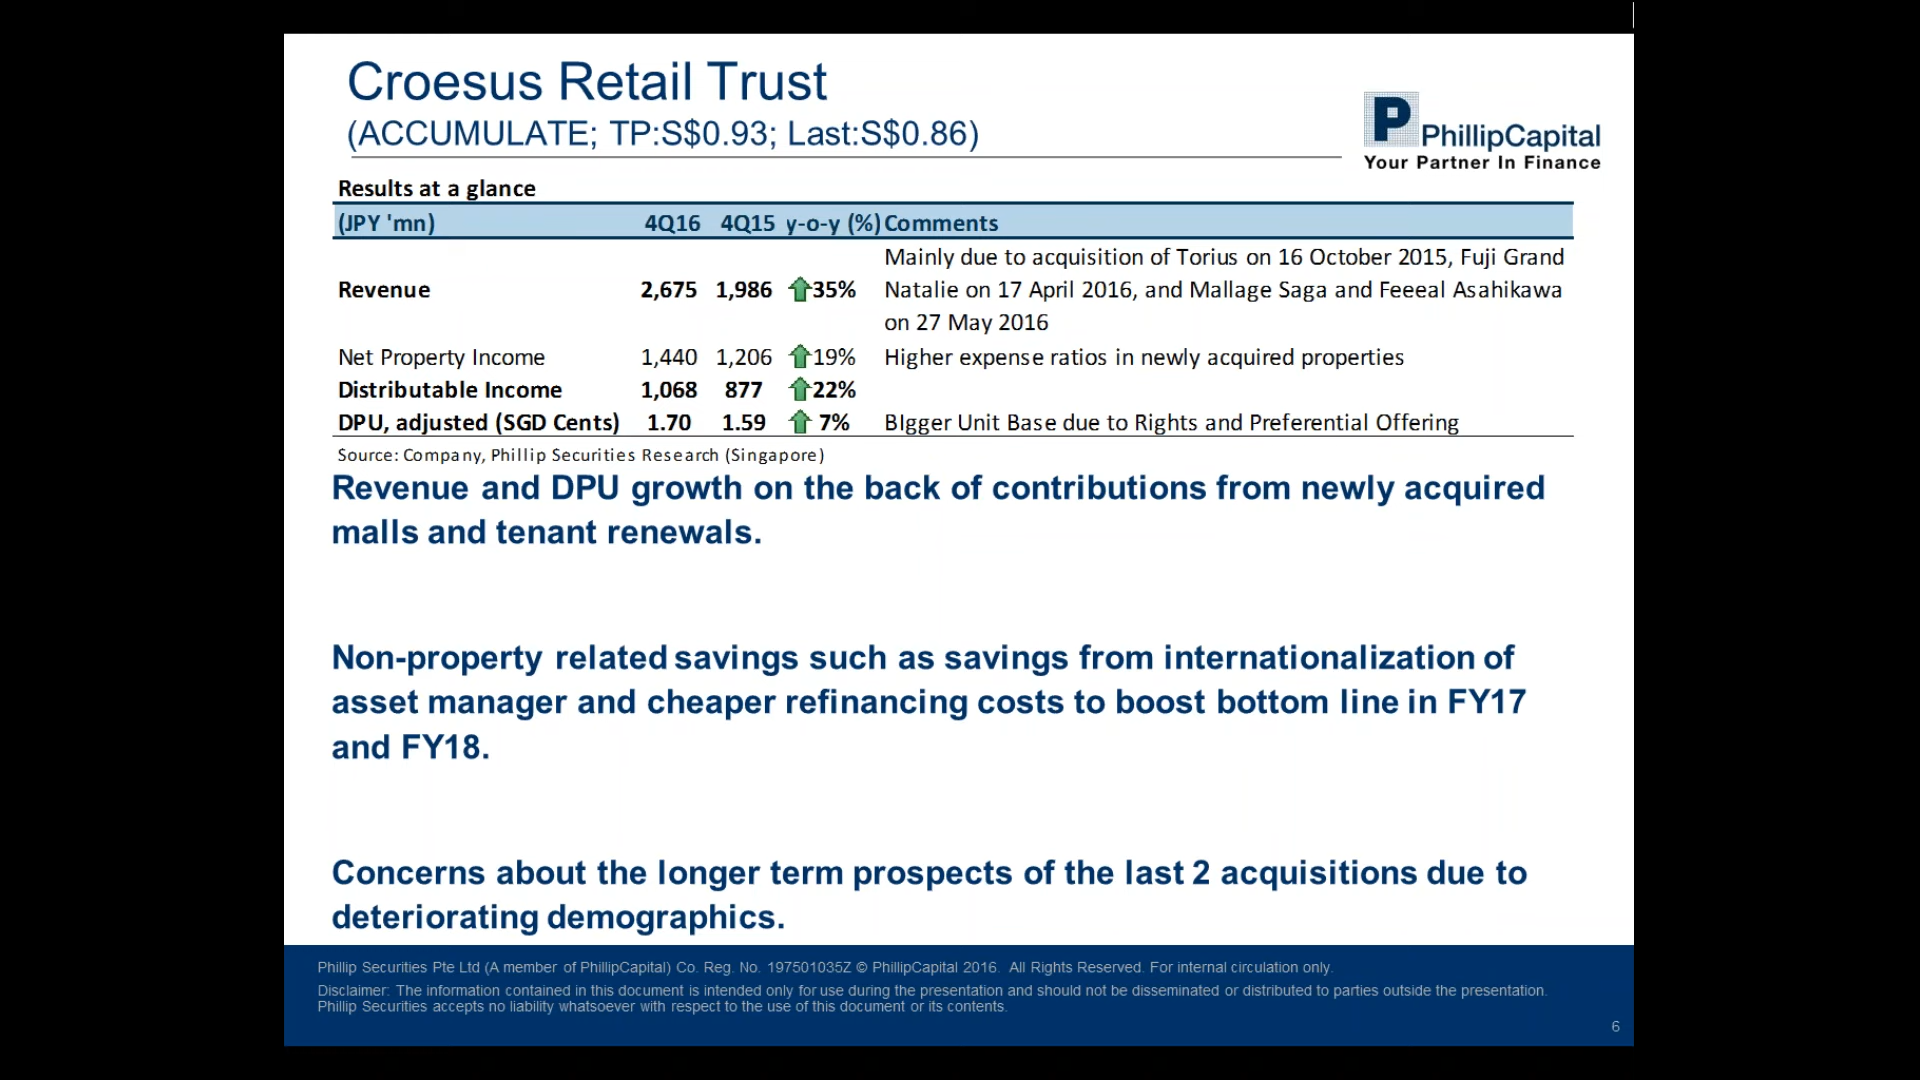 Croesus Retail Trust
(ACCUMULATE; TP:S$0.93; Last:S$0.86)
P PhillipCapital
Your Partner In Finance
Results at a glance
(JPY 'mn) 4Q16 4Q15 y-o-y (%) Comments
Mainly due to acquisition of Torius on 16 October 2015, Fuji Grand
Revenue 2,675 1,986 35% Natalie on 17 April 2016, and Mallage Saga and Feeeal Asahikawa
on 27 May 2016
Net Property Income 1,440 1,206 19% Higher expense ratios in newly acquired properties
Distributable Income 1,068 877 22%
DPU, adjusted (SGD Cents) 1.70 1.59 7% BIgger Unit Base due to Rights and Preferential Offering
Source: Company, Phillip Securities Research (Singapore)
Revenue and DPU growth on the back of contributions from newly acquired
malls and tenant renewals.
Non-property related savings such as savings from internationalization of
asset manager and cheaper refinancing costs to boost bottom line in FY17
and FY18.
Concerns about the longer term prospects of the last 2 acquisitions due to
deteriorating demographics.
Phillip Securities Pte Ltd (A member of PhillipCapital) Co. Reg. No. 197501035Z © PhillipCapital 2016. All Rights Reserved. For internal circulation only.
Disclaimer: The information contained in this document is intended only for use during the presentation and should not be disseminated or distributed to parties outside the presentation.
Phillip Securities accepts no liability whatsoever with respect to the use of this document or its contents.
6